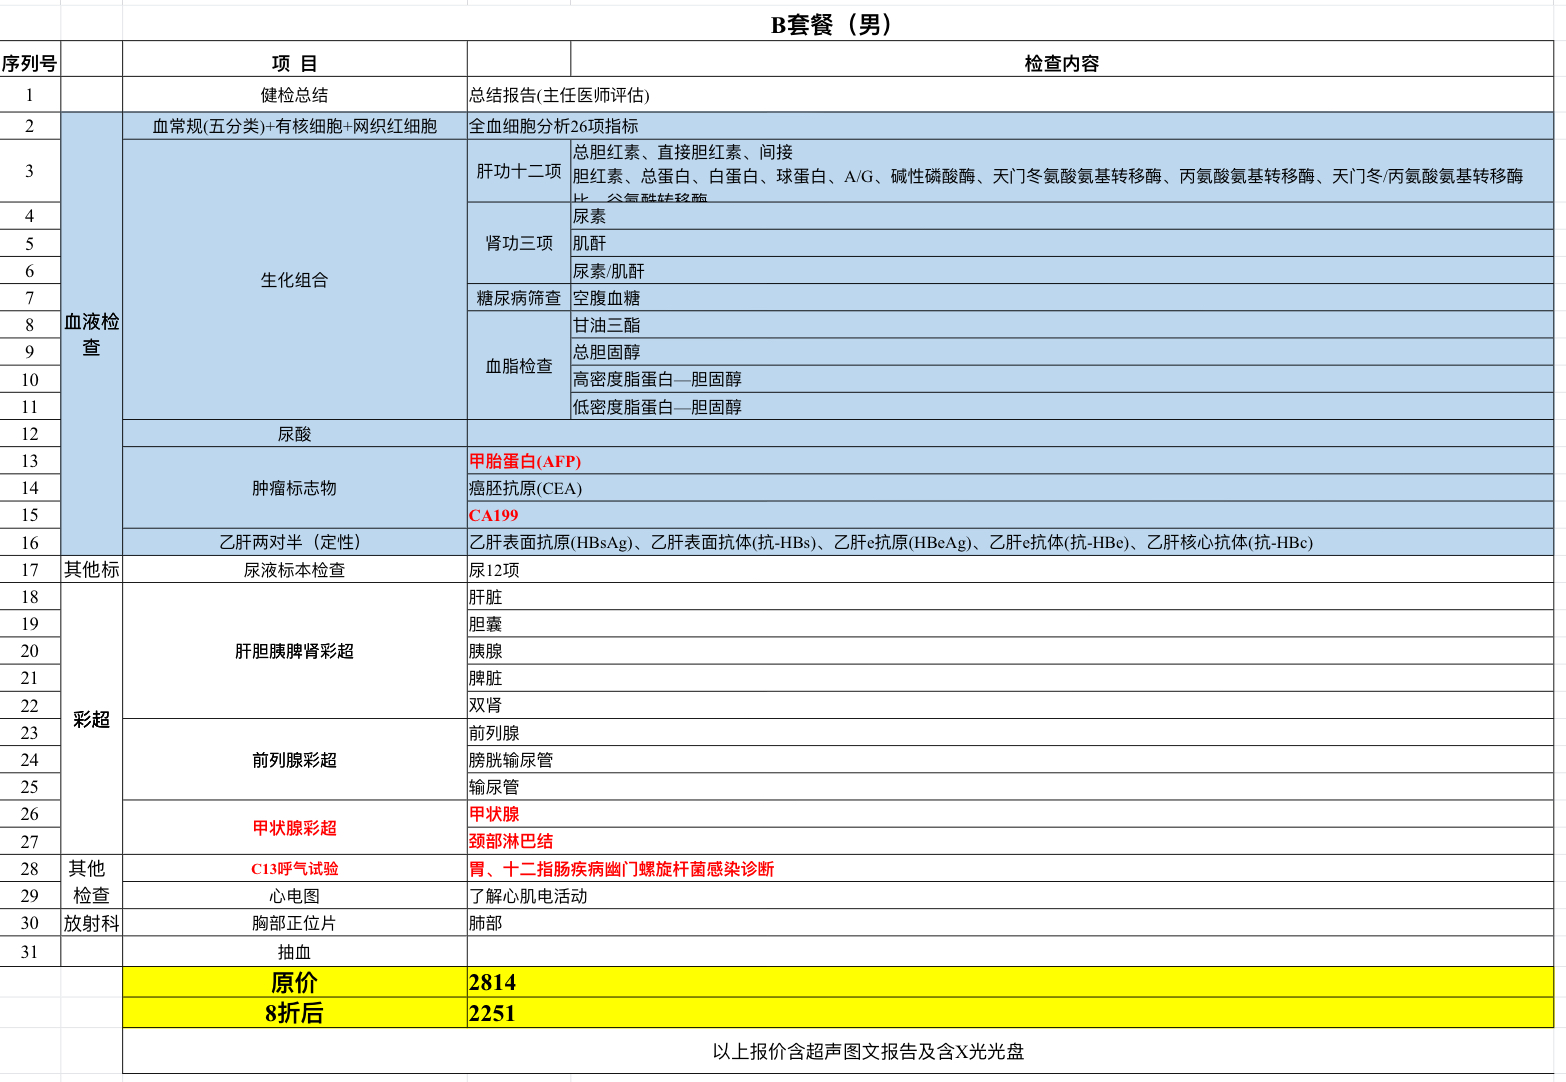 B套餐（男）
序列号 项 目 检查内容
1 健检总结 总结报告(主任医师评估)
血液检
查
2 血常规(五分类)+有核细胞+网织红细胞 全血细胞分析26项指标
生化组合
3 肝功十二项 总胆红素、直接胆红素、间接
胆红素、总蛋白、白蛋白、球蛋白、A/G、碱性磷酸酶、天门冬氨酸氨基转移酶、丙氨酸氨基转移酶、天门冬/丙氨酸氨基转移酶
肾功三项
4 尿素
5 肌酐
6 尿素/肌酐
7 糖尿病筛查 空腹血糖
血脂检查
8 甘油三酯
9 总胆固醇
10 高密度脂蛋白—胆固醇
11 低密度脂蛋白—胆固醇
12 尿酸
肿瘤标志物
13 甲胎蛋白(AFP)
14 癌胚抗原(CEA)
15 CA199
16 乙肝两对半（定性） 乙肝表面抗原(HBsAg)、乙肝表面抗体(抗-HBs)、乙肝e抗原(HBeAg)、乙肝e抗体(抗-HBe)、乙肝核心抗体(抗-HBc)
17 其他标 尿液标本检查 尿12项
彩超
肝胆胰脾肾彩超
18 肝脏
19 胆囊
20 胰腺
21 脾脏
22 双肾
前列腺彩超
23 前列腺
24 膀胱输尿管
25 输尿管
甲状腺彩超
26 甲状腺
27 颈部淋巴结
其他
检查
28 C13呼气试验 胃、十二指肠疾病幽门螺旋杆菌感染诊断
29 心电图 了解心肌电活动
30 放射科 胸部正位片 肺部
31 抽血
原价 2814
8折后 2251
以上报价含超声图文报告及含X光光盘